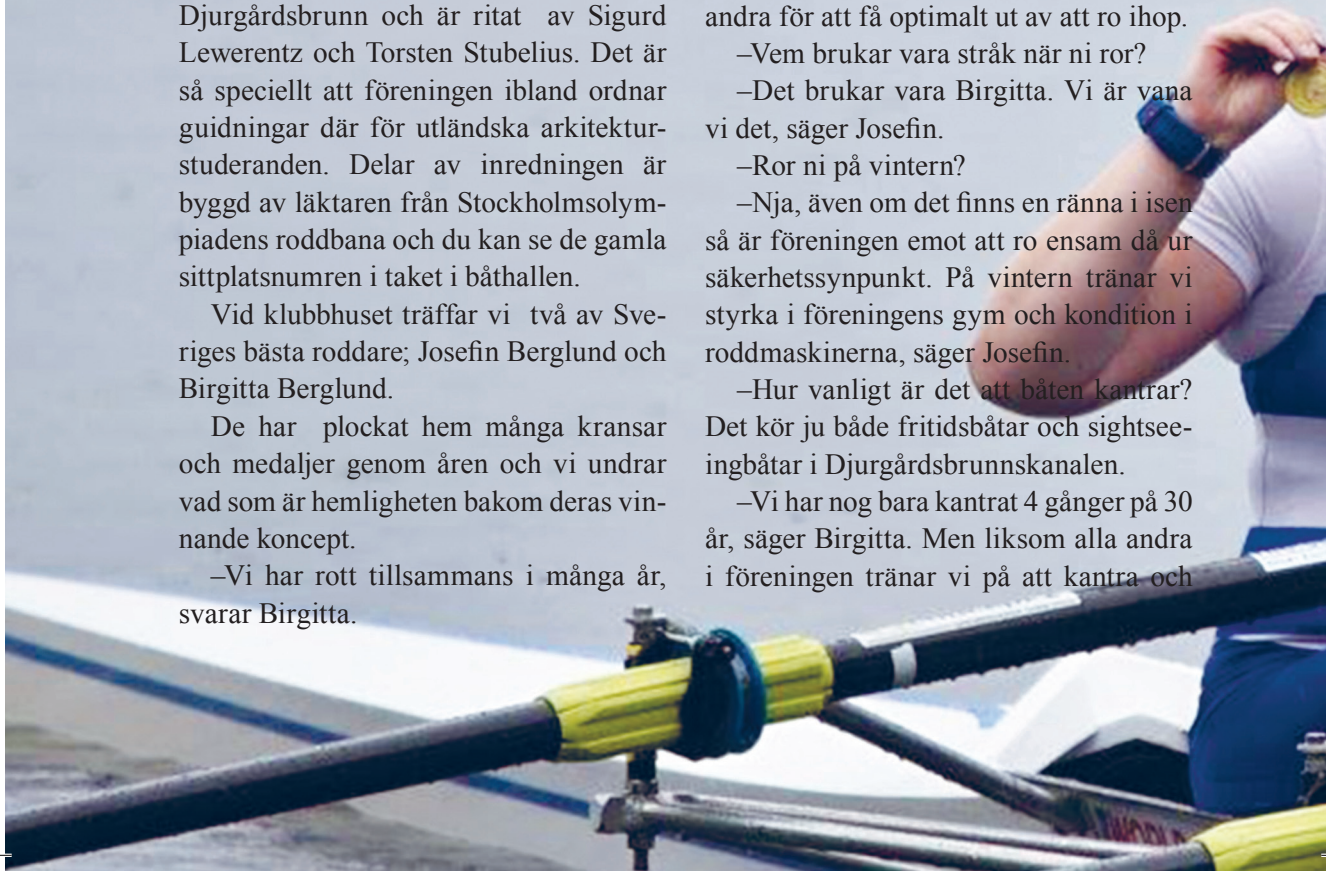 Djurgårdsbrunn och är ritat av Sigurd
Lewerentz och Torsten Stubelius. Det är
så speciellt att föreningen ibland ordnar
guidningar där för utländska arkitektur-
studeranden. Delar av inredningen är
byggd av läktaren från Stockholmsolym-
piadens roddbana och du kan se de gamla
sittplatsnumren i taket i båthallen.
Vid klubbhuset träffar vi två av Sve-
riges bästa roddare; Josefin Berglund och
Birgitta Berglund.
De har plockat hem många kransar
och medaljer genom åren och vi undrar
vad som är hemligheten bakom deras vin-
nande koncept.
–Vi har rott tillsammans i många år,
svarar Birgitta.
andra för att få optimalt ut av att ro ihop.
–Vem brukar vara stråk när ni ror?
–Det brukar vara Birgitta. Vi är vana
vi det, säger Josefin.
–Ror ni på vintern?
–Nja, även om det finns en ränna i isen
så är föreningen emot att ro ensam då ur
säkerhetssynpunkt. På vintern tränar vi
styrka i föreningens gym och kondition i
roddmaskinerna, säger Josefin.
–Hur vanligt är det att båten kantrar?
Det kör ju både fritidsbåtar och sightsee-
ingbåtar i Djurgårdsbrunnskanalen.
–Vi har nog bara kantrat 4 gånger på 30
år, säger Birgitta. Men liksom alla andra
i föreningen tränar vi på att kantra och
WORLD